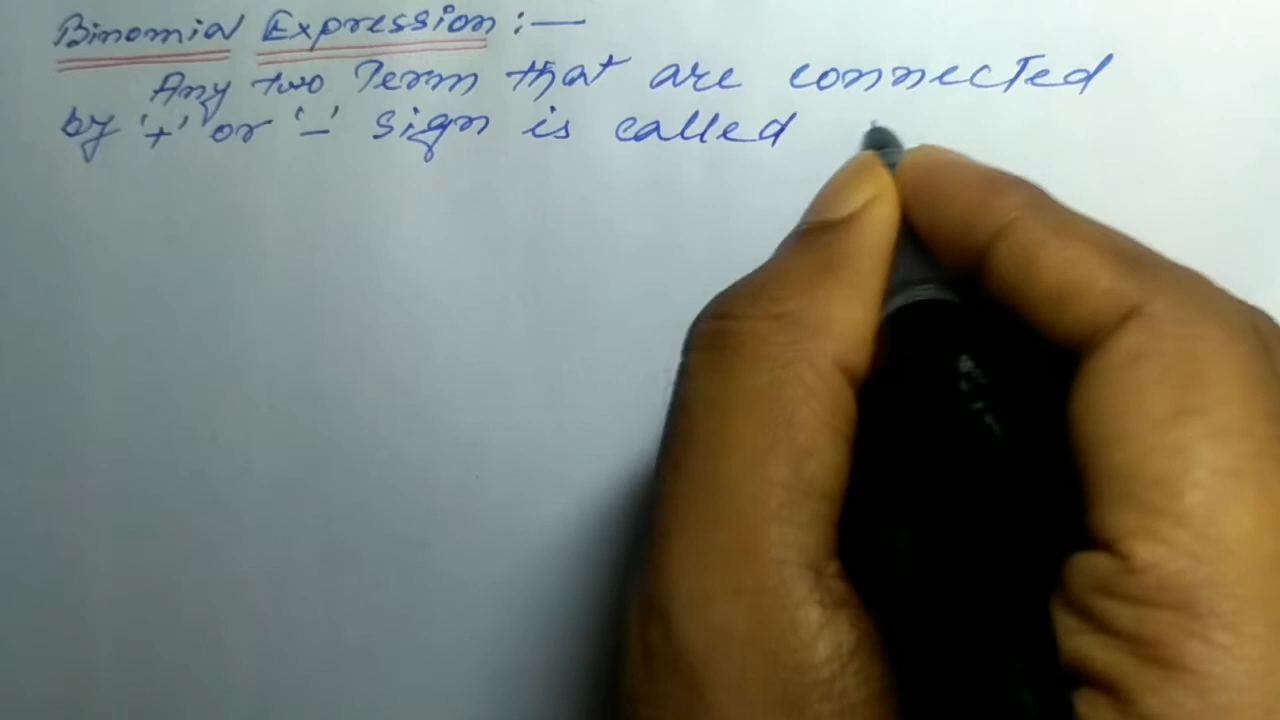 Binomial Expression :—
Any two Term that are connected
by '+' or '-' sign is called